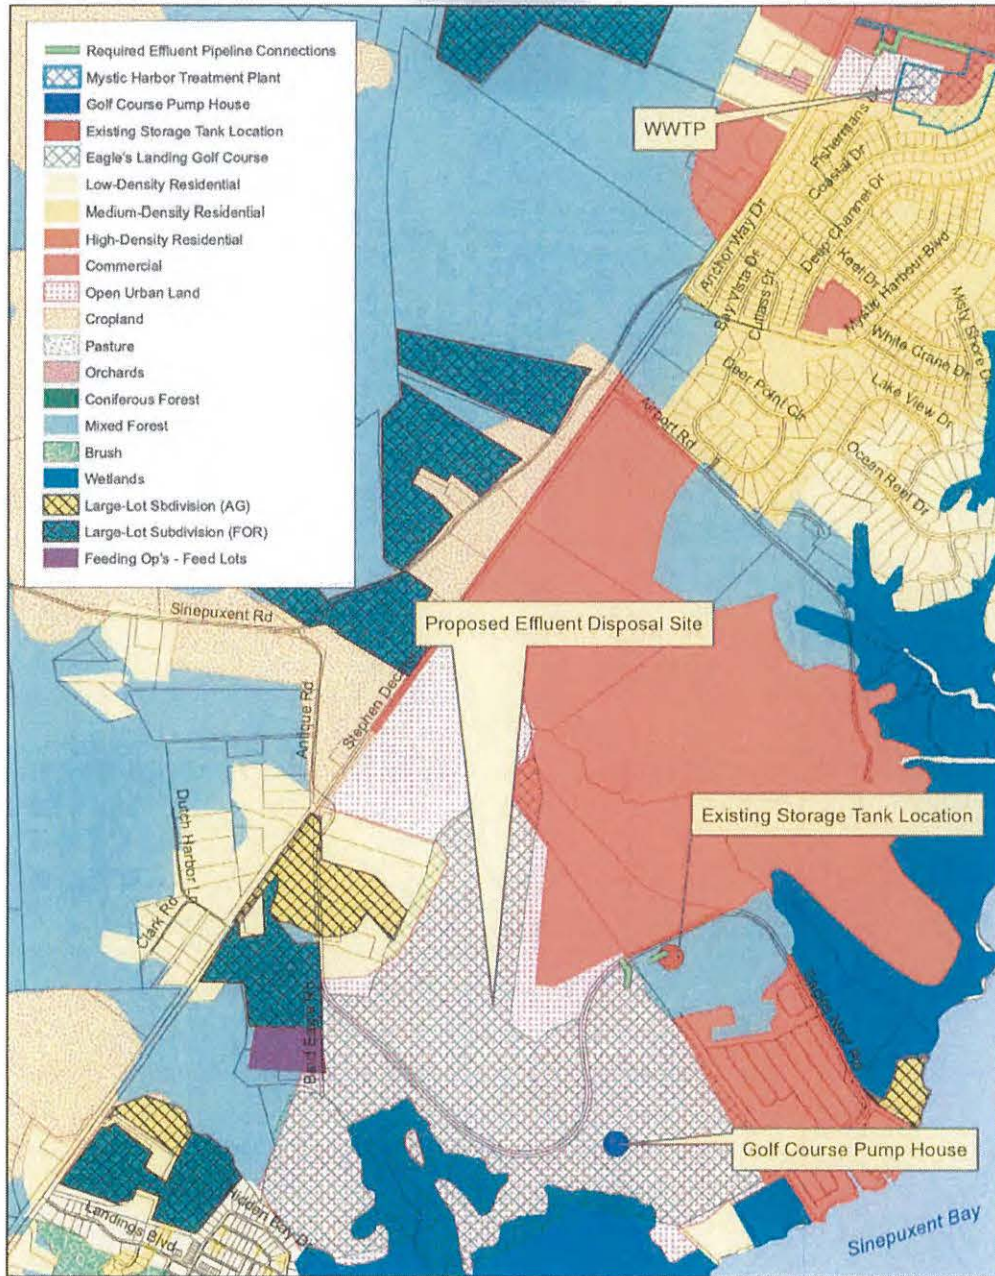 Required Effluent Pipeline Connections
Mystic Harbor Treatment Plant
Golf Course Pump House
Existing Storage Tank Location
Eagle's Landing Golf Course
Low-Density Residential
Medium-Density Residential
High-Density Residential
Commercial
Open Urban Land
Cropland
Pasture
Orchards
Coniferous Forest
Mixed Forest
Brush
Wetlands
Large-Lot Sbdivision (AG)
Large-Lot Subdivision (FOR)
Feeding Op's - Feed Lots
WWTP
Fishermans
Coastal Dr
Anchor Way Dr
Bay Vista Dr
Cutlass Ct
Deep Channel Dr
Keel Dr
Mystic Harbour Blvd
Misty Shore Dr
White Crane Dr
Deer Point Cir
Lake View Dr
Airport Rd
Ocean Reef Dr
Sinepuxent Rd
Proposed Effluent Disposal Site
Antique Rd
Stephen Dec
Dutch Harbor L
Existing Storage Tank Location
Clark Rd
Bald Eagle
Golf Course Pump House
Landings Blvd
Hidden Bay Dr
Sinepuxent Bay